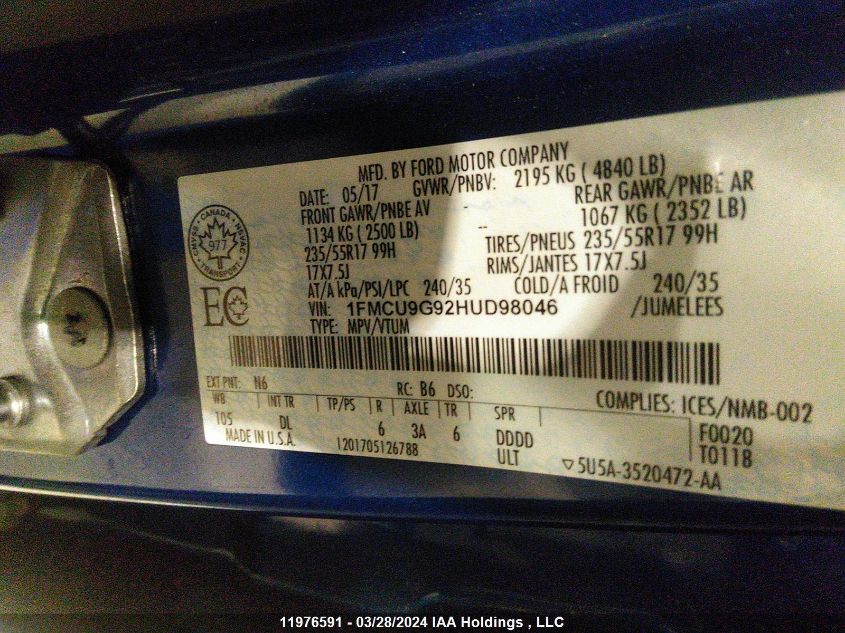 MFD. BY FORD MOTOR COMPANY
DATE: 05/17 GVWR/PNBV: 2195 KG ( 4840 LB)
FRONT GAWR/PNBE AV REAR GAWR/PNBE AR
1134 KG ( 2500 LB) -- 1067 KG ( 2352 LB)
235/55R17 99H TIRES/PNEUS 235/55R17 99H
17X7.5J RIMS/JANTES 17X7.5J
AT/A kPa/PSI/LPC 240/35 COLD/A FROID 240/35
VIN: 1FMCU9G92HUD98046 /JUMELEES
TYPE: MPV/VTUM
CANADA
977
TRANSPORT
EC
EXT PNT: N6 RC: B6 DSO: COMPLIES: ICES/NMB-002
WB INT TR TP/PS R AXLE TR SPR
105 DL 6 3A 6 DDDD F0020
MADE IN U.S.A. 1201705126788 ULT T0118
5U5A-3520472-AA
11976591 - 03/28/2024 IAA Holdings , LLC